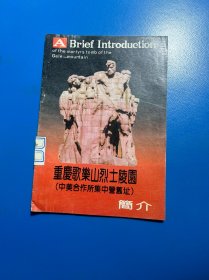 A Brief Introduction
of the martyrs tomb of the
Gele mountain
重慶歌樂山烈士陵園
(中美合作所集中營舊址)
簡介